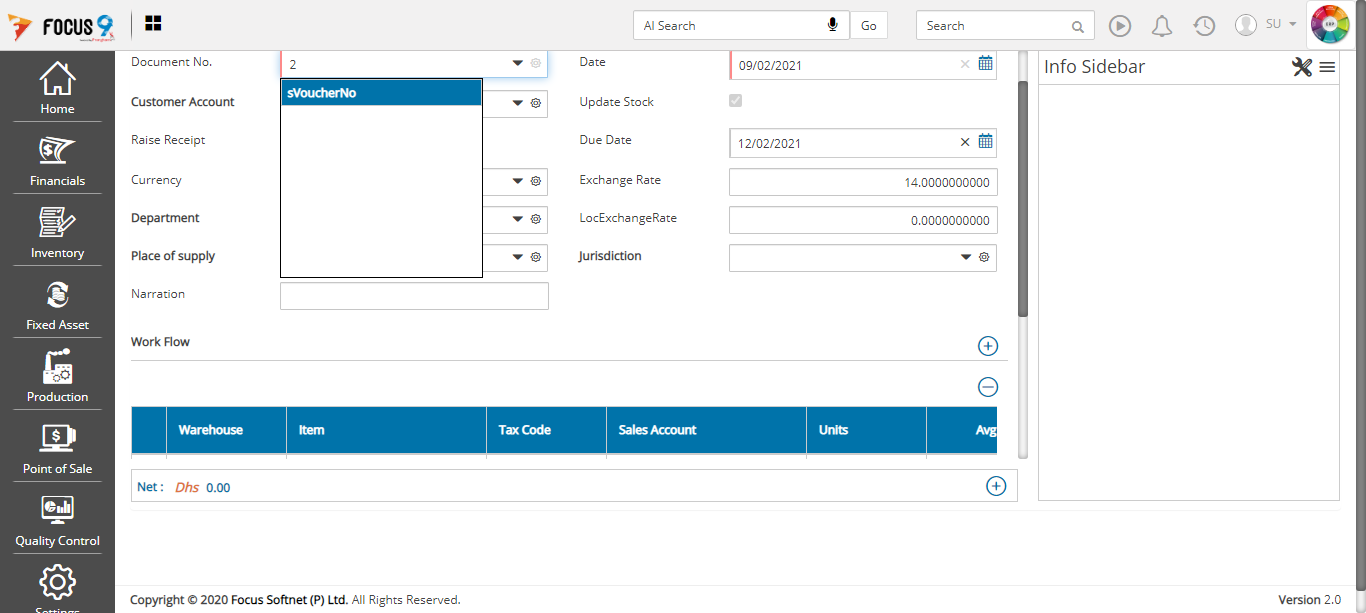 FOCUS 9
AI Search
Go
Search
SU
Home
Financials
Inventory
Fixed Asset
Production
Point of Sale
Quality Control
Settings
Document No.
2
Date
09/02/2021
sVoucherNo
Customer Account
Update Stock
Raise Receipt
Due Date
12/02/2021
Currency
Exchange Rate
14.0000000000
Department
LocExchangeRate
0.0000000000
Place of supply
Jurisdiction
Narration
Work Flow
Warehouse Item Tax Code Sales Account Units Avg
Net : Dhs 0.00
Info Sidebar
Copyright © 2020 Focus Softnet (P) Ltd. All Rights Reserved.
Version 2.0